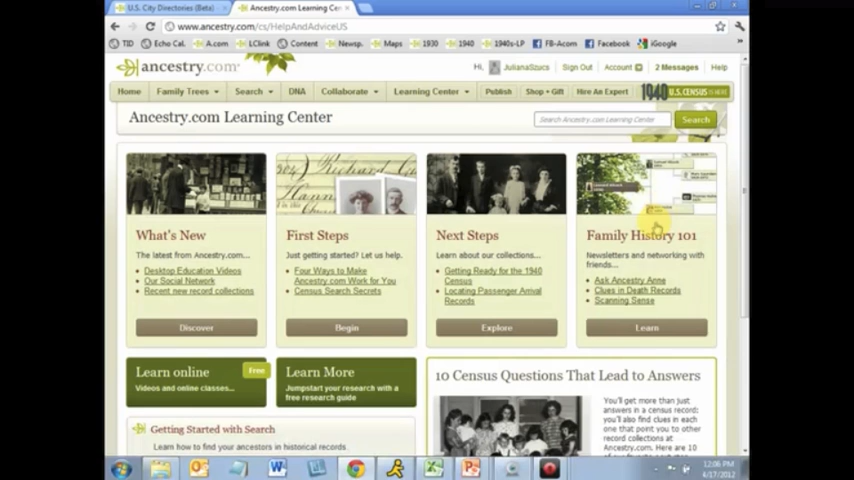 U.S. City Directories (Beta)
Ancestry.com Learning Cen
www.ancestry.com/cs/HelpAndAdviceUS
TID Echo Cal. A.com LClink Content Newsp. Maps 1930 1940 1940s-LP FB-Acorn Facebook iGoogle
ancestry.com
Hi, JulianaSzucs Sign Out Account 2 Messages Help
Home Family Trees Search DNA Collaborate Learning Center Publish Shop + Gift Hire An Expert 1940 U.S. CENSUS IS HERE
Ancestry.com Learning Center
Search Ancestry.com Learning Center
Search
What's New
The latest from Ancestry.com...
Desktop Education Videos
Our Social Network
Recent new record collections
Discover
First Steps
Just getting started? Let us help.
Four Ways to Make
Ancestry.com Work for You
Census Search Secrets
Begin
Next Steps
Learn about our collections...
Getting Ready for the 1940
Census
Locating Passenger Arrival
Records
Explore
Family History 101
Newsletters and networking with
friends...
Ask Ancestry Anne
Clues in Death Records
Scanning Sense
Learn
Learn online
Free
Videos and online classes...
Learn More
Jumpstart your research with a
free research guide
Getting Started with Search
Learn how to find your ancestors in historical records
10 Census Questions That Lead to Answers
You'll get more than just
answers in a census record;
you'll also find clues in
each one that point you to
other record collections at
Ancestry.com. Here are 10
12:06 PM
4/17/2012